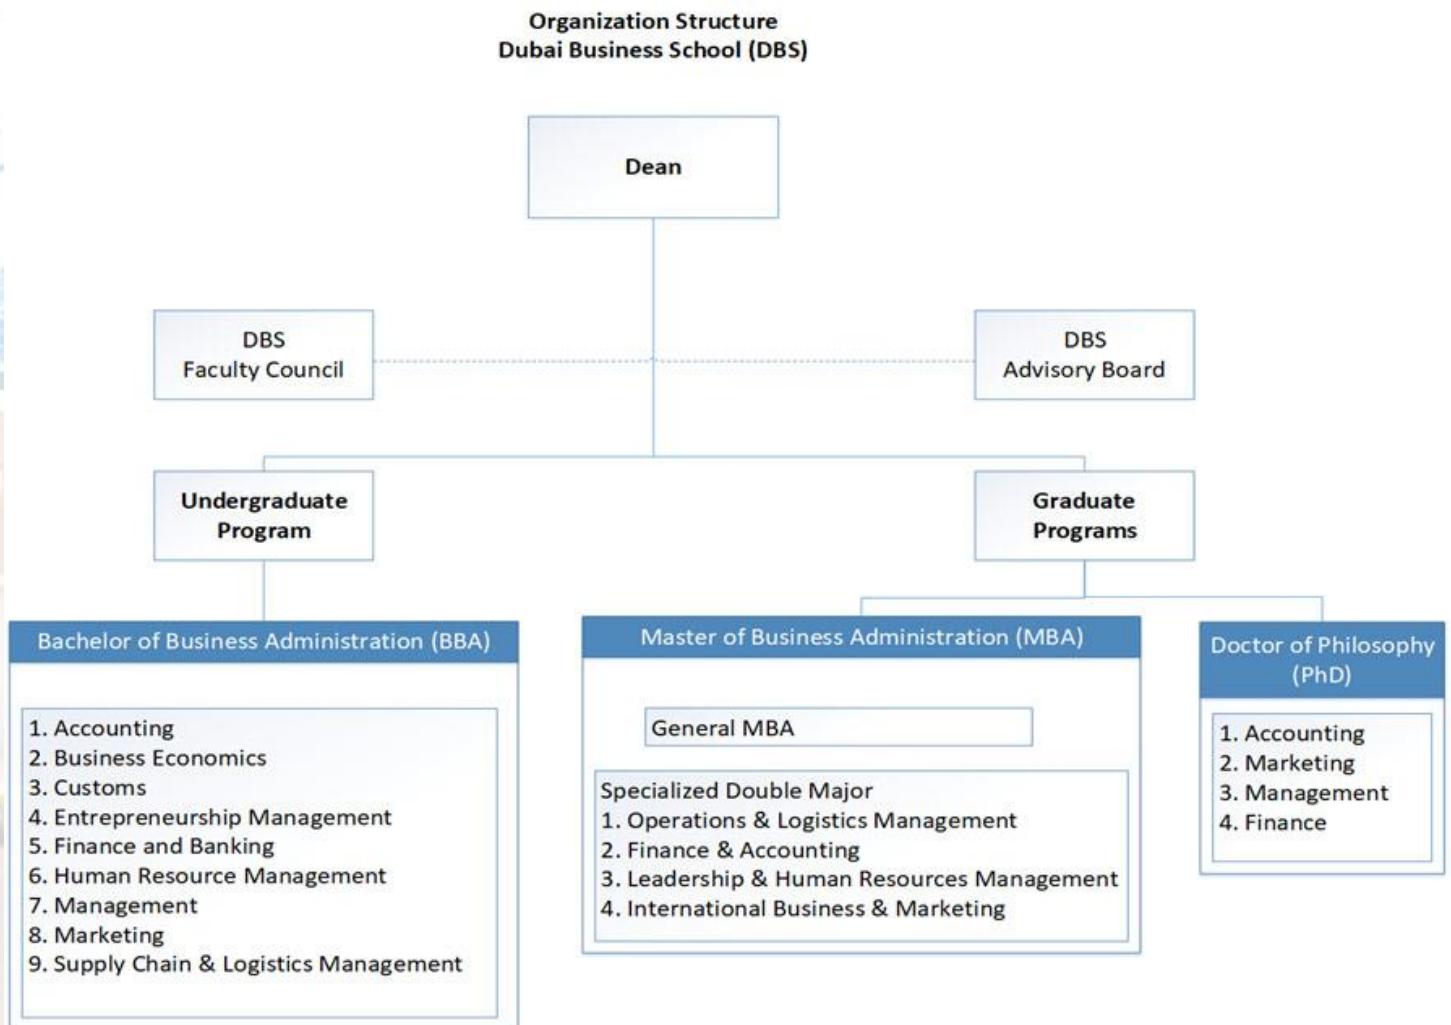 Organization Structure
Dubai Business School (DBS)
Dean
DBS
Faculty Council
DBS
Advisory Board
Undergraduate
Program
Graduate
Programs
Bachelor of Business Administration (BBA)
1. Accounting
2. Business Economics
3. Customs
4. Entrepreneurship Management
5. Finance and Banking
6. Human Resource Management
7. Management
8. Marketing
9. Supply Chain & Logistics Management
Master of Business Administration (MBA)
General MBA
Specialized Double Major
1. Operations & Logistics Management
2. Finance & Accounting
3. Leadership & Human Resources Management
4. International Business & Marketing
Doctor of Philosophy
(PhD)
1. Accounting
2. Marketing
3. Management
4. Finance